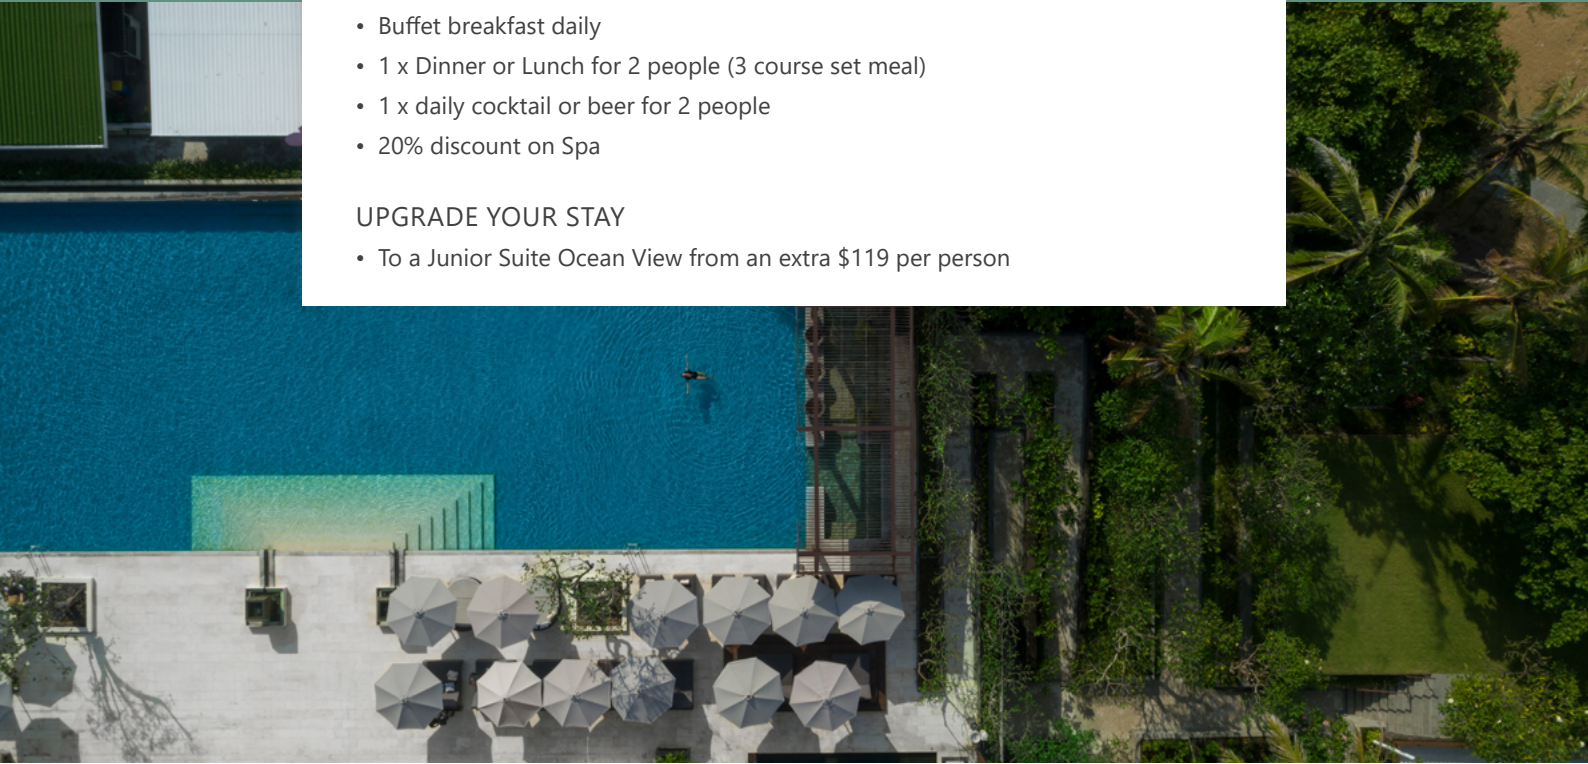 • Buffet breakfast daily
• 1 x Dinner or Lunch for 2 people (3 course set meal)
• 1 x daily cocktail or beer for 2 people
• 20% discount on Spa
UPGRADE YOUR STAY
• To a Junior Suite Ocean View from an extra $119 per person